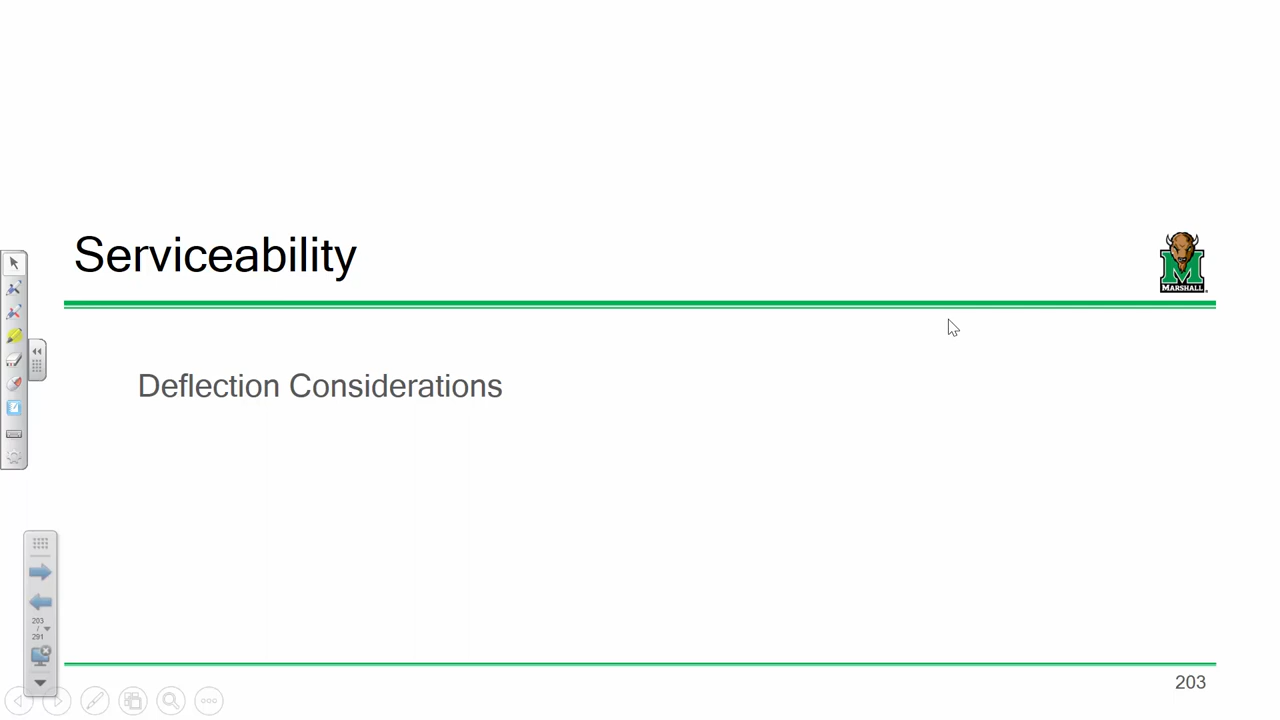 Serviceability
MARSHALL
Deflection Considerations
203
/
291
203